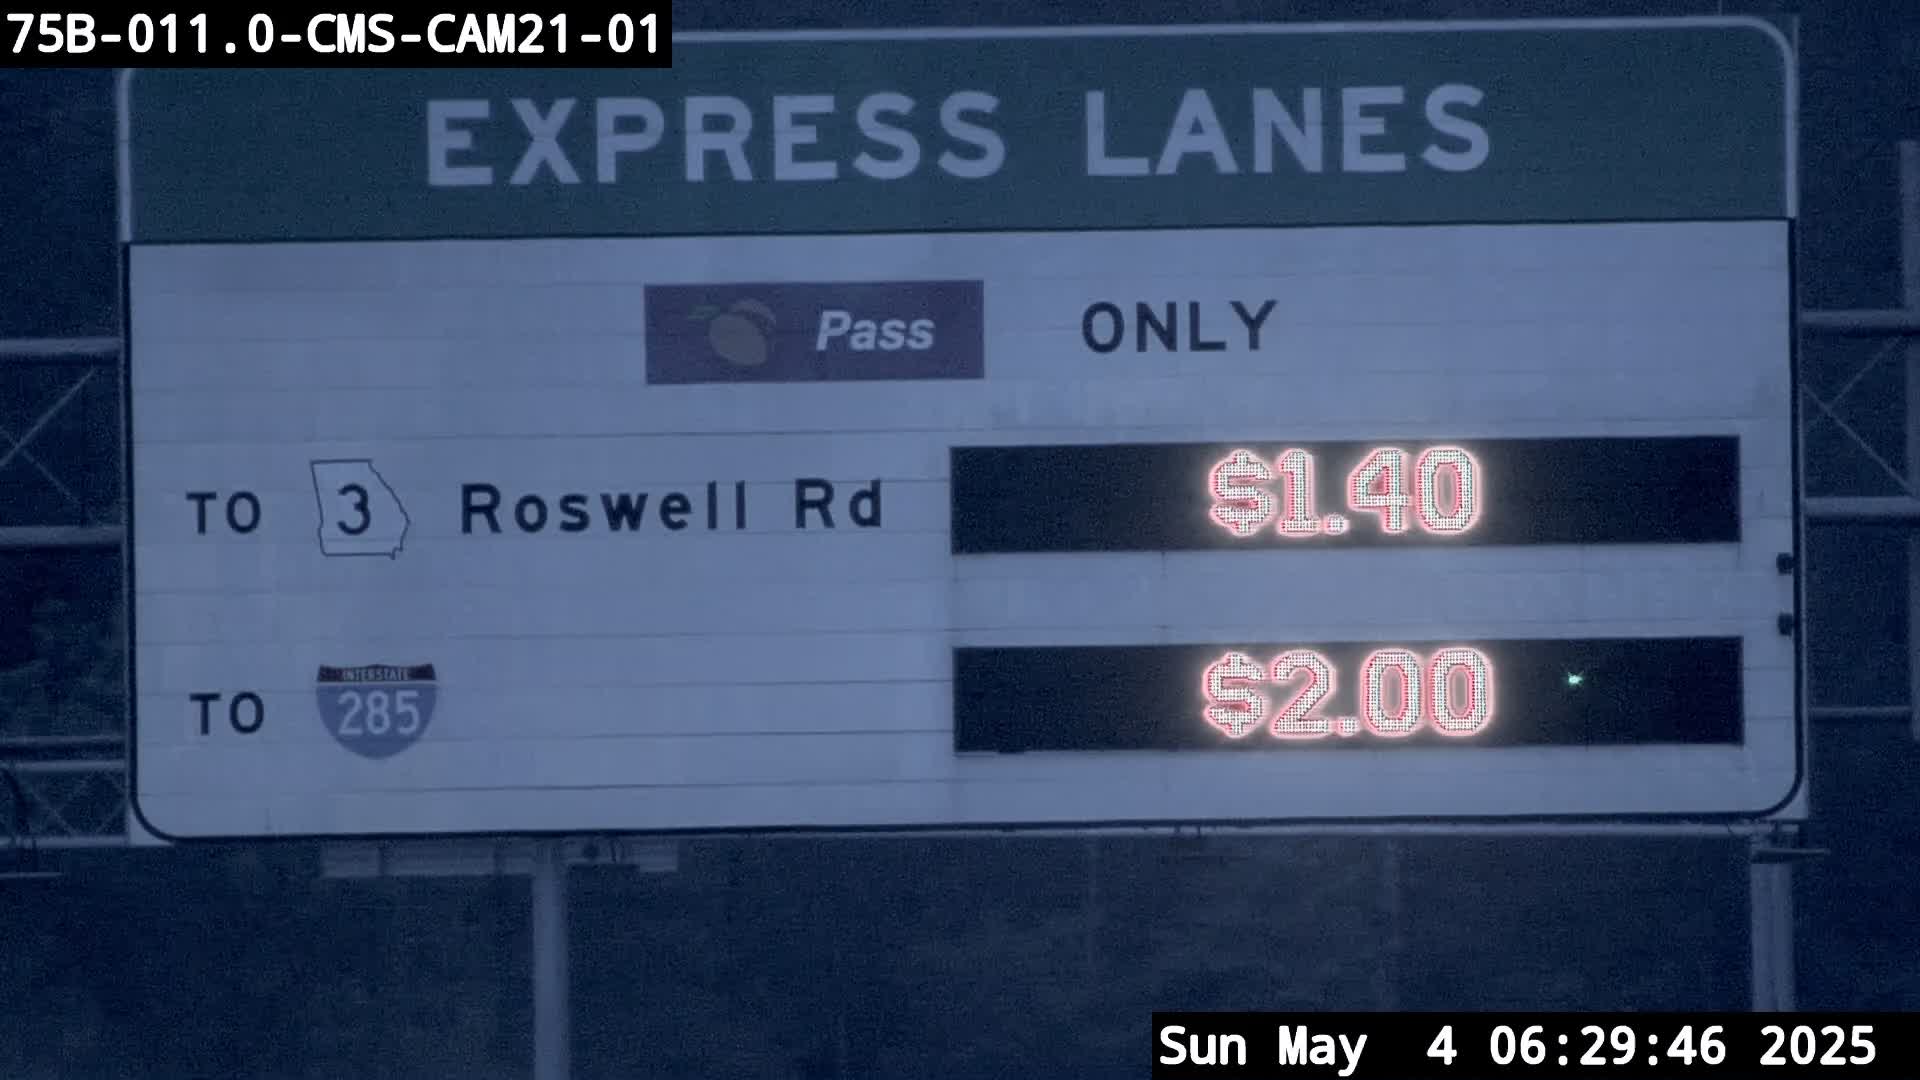 75B-011.0-CMS-CAM21-01
EXPRESS LANES
Pass ONLY
TO 3 Roswell Rd $1.40
TO INTERSTATE 285 $2.00
Sun May 4 06:29:46 2025